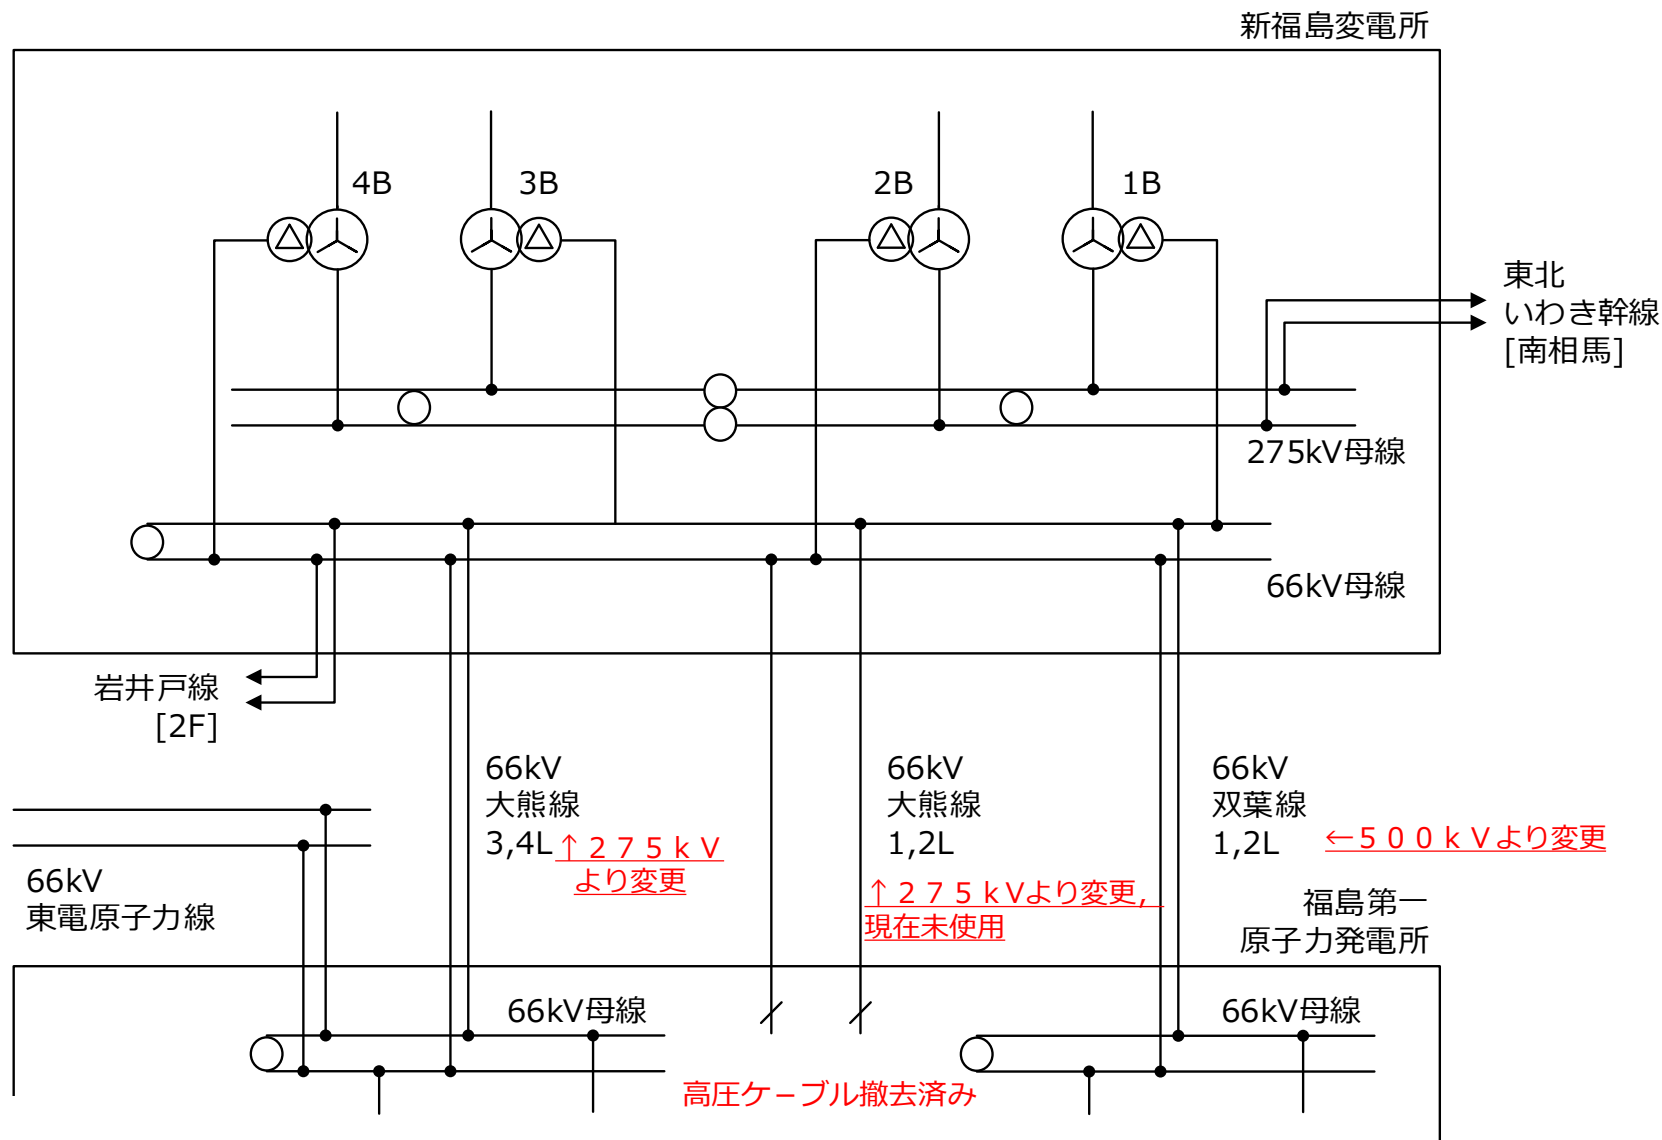 新福島変電所
4B
3B
2B
1B
東北
いわき幹線
[南相馬]
275kV母線
66kV母線
岩井戸線
[2F]
66kV
大熊線
3,4L
↑２７５ｋＶ
より変更
66kV
大熊線
1,2L
↑２７５ｋVより変更,
現在未使用
66kV
双葉線
1,2L
←５００ｋＶより変更
66kV
東電原子力線
福島第一
原子力発電所
66kV母線
66kV母線
高圧ケーブル撤去済み